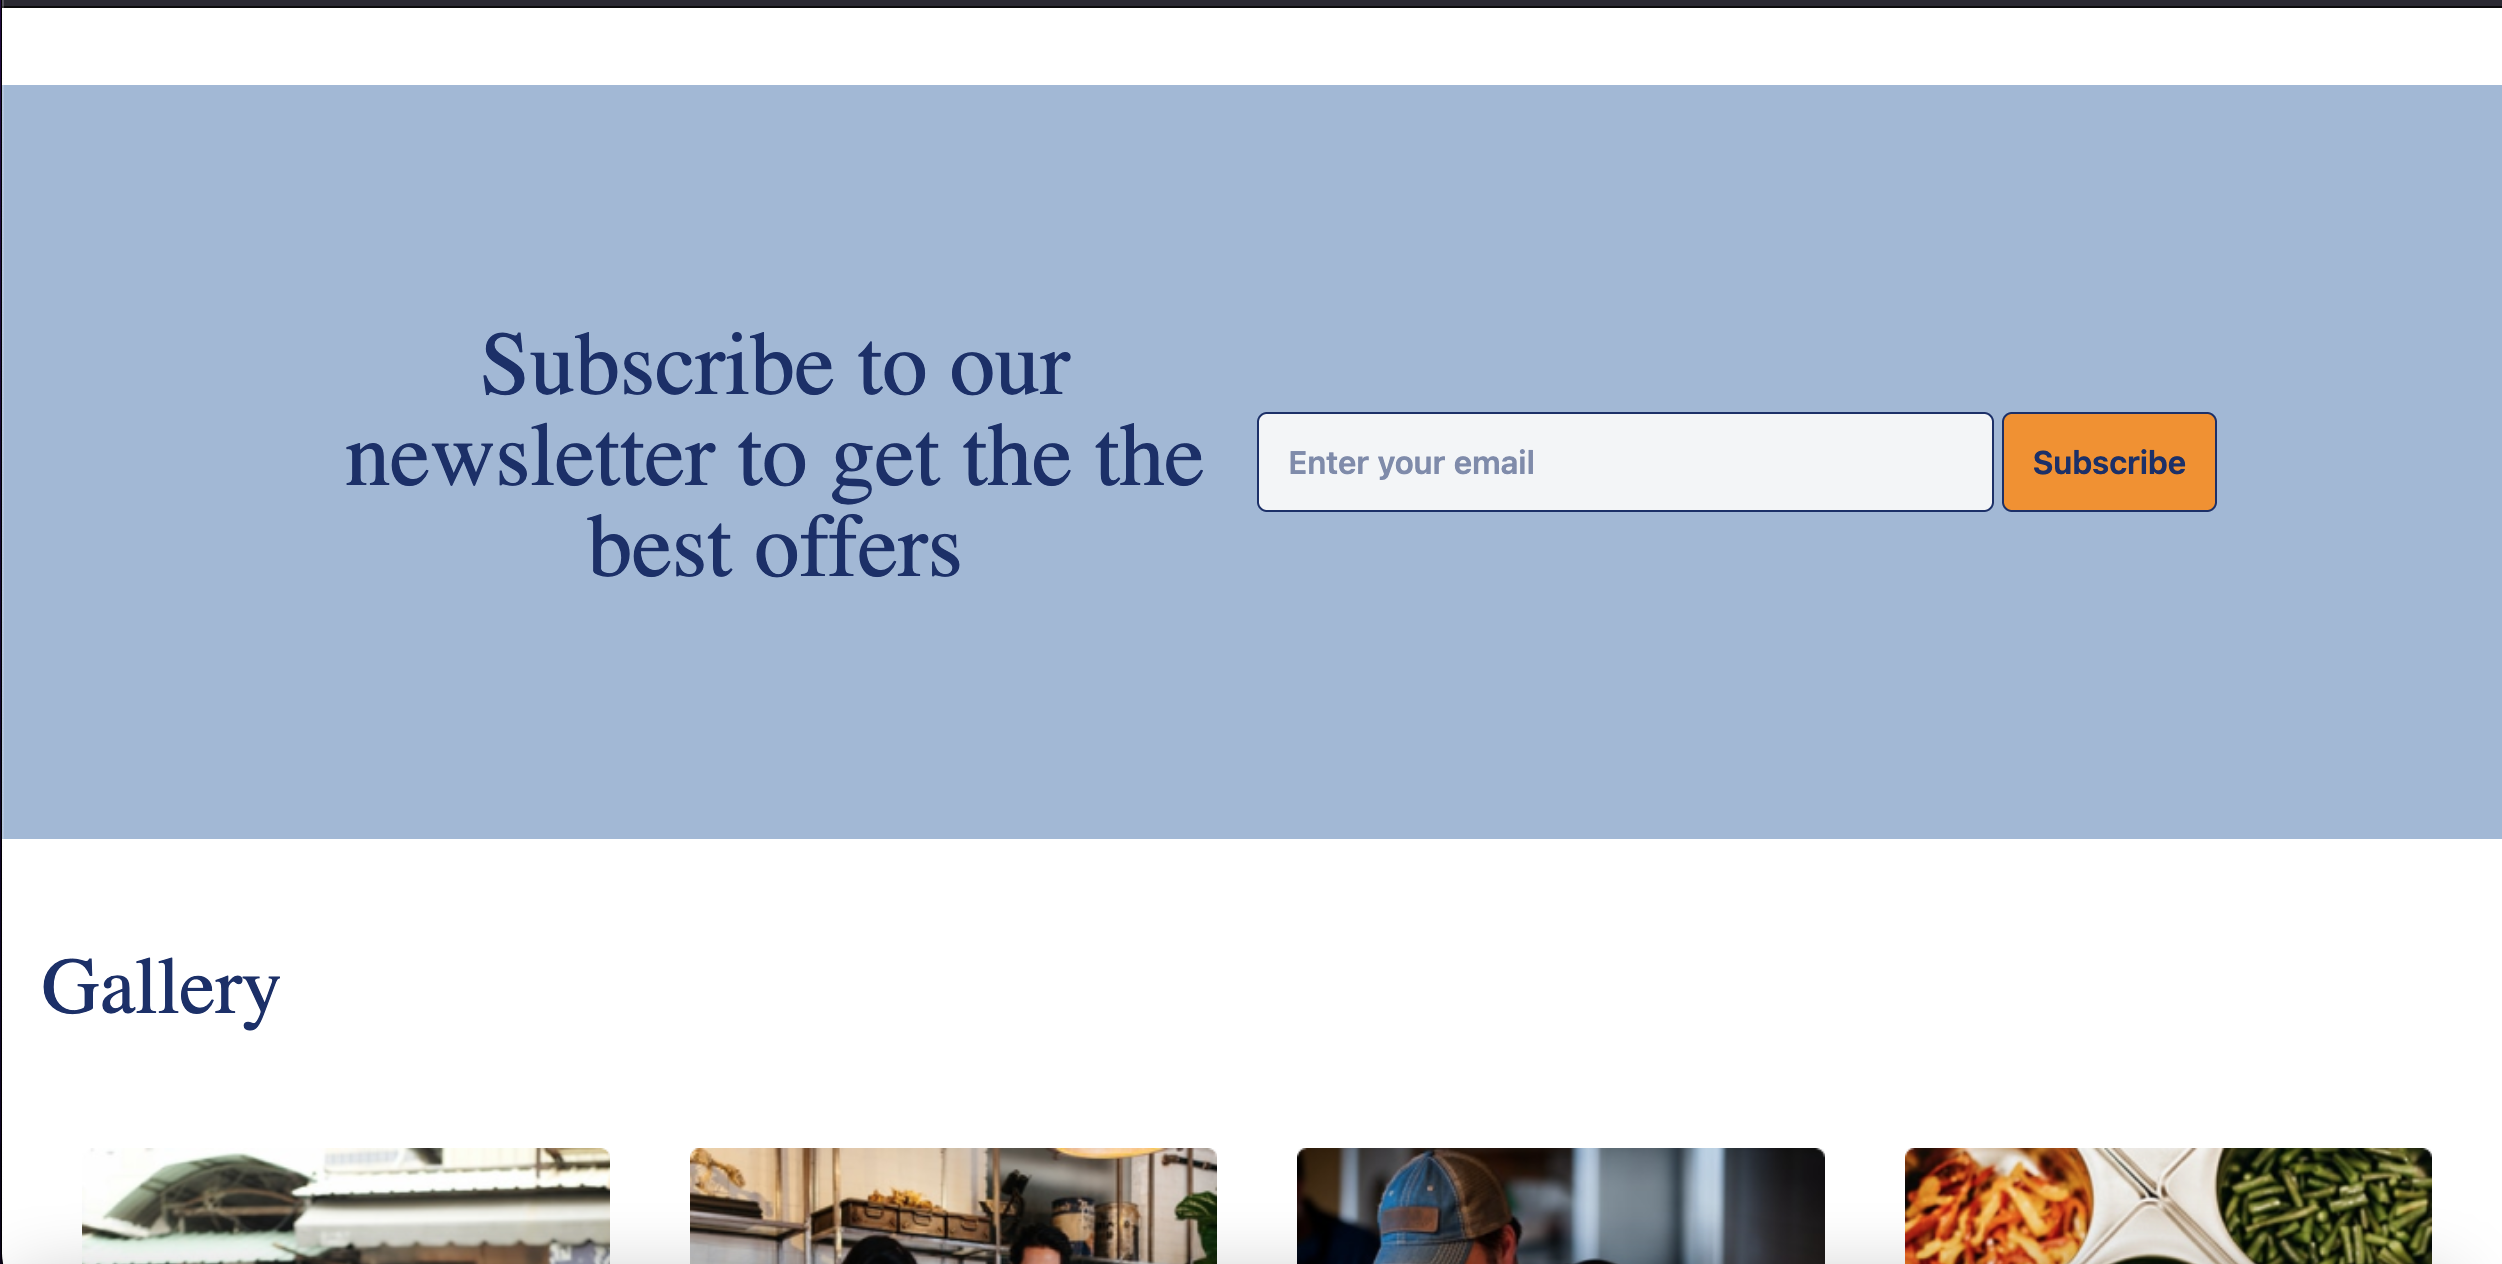 Subscribe to our
newsletter to get the the
best offers
Enter your email
Subscribe
Gallery